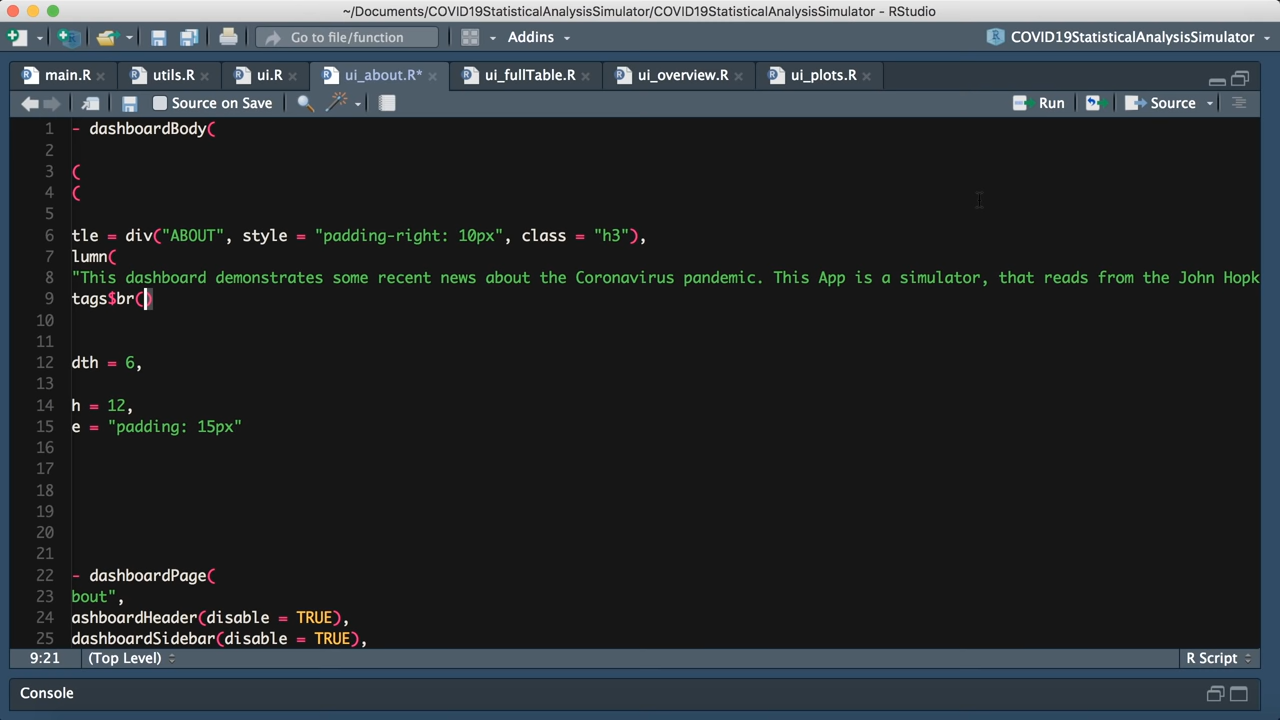 ~/Documents/COVID19StatisticalAnalysisSimulator/COVID19StatisticalAnalysisSimulator - RStudio
Go to file/function Addins COVID19StatisticalAnalysisSimulator
main.R utils.R ui.R ui_about.R* ui_fullTable.R ui_overview.R ui_plots.R
Source on Save Run Source
1 - dashboardBody(
2
3 (
4 (
5
6 tle = div("ABOUT", style = "padding-right: 10px", class = "h3"),
7 lumn(
8 "This dashboard demonstrates some recent news about the Coronavirus pandemic. This App is a simulator, that reads from the John Hopk
9 tags$br()
10
11
12 dth = 6,
13
14 h = 12,
15 e = "padding: 15px"
16
17
18
19
20
21
22 - dashboardPage(
23 bout",
24 ashboardHeader(disable = TRUE),
25 dashboardSidebar(disable = TRUE),
9:21 (Top Level) R Script
Console